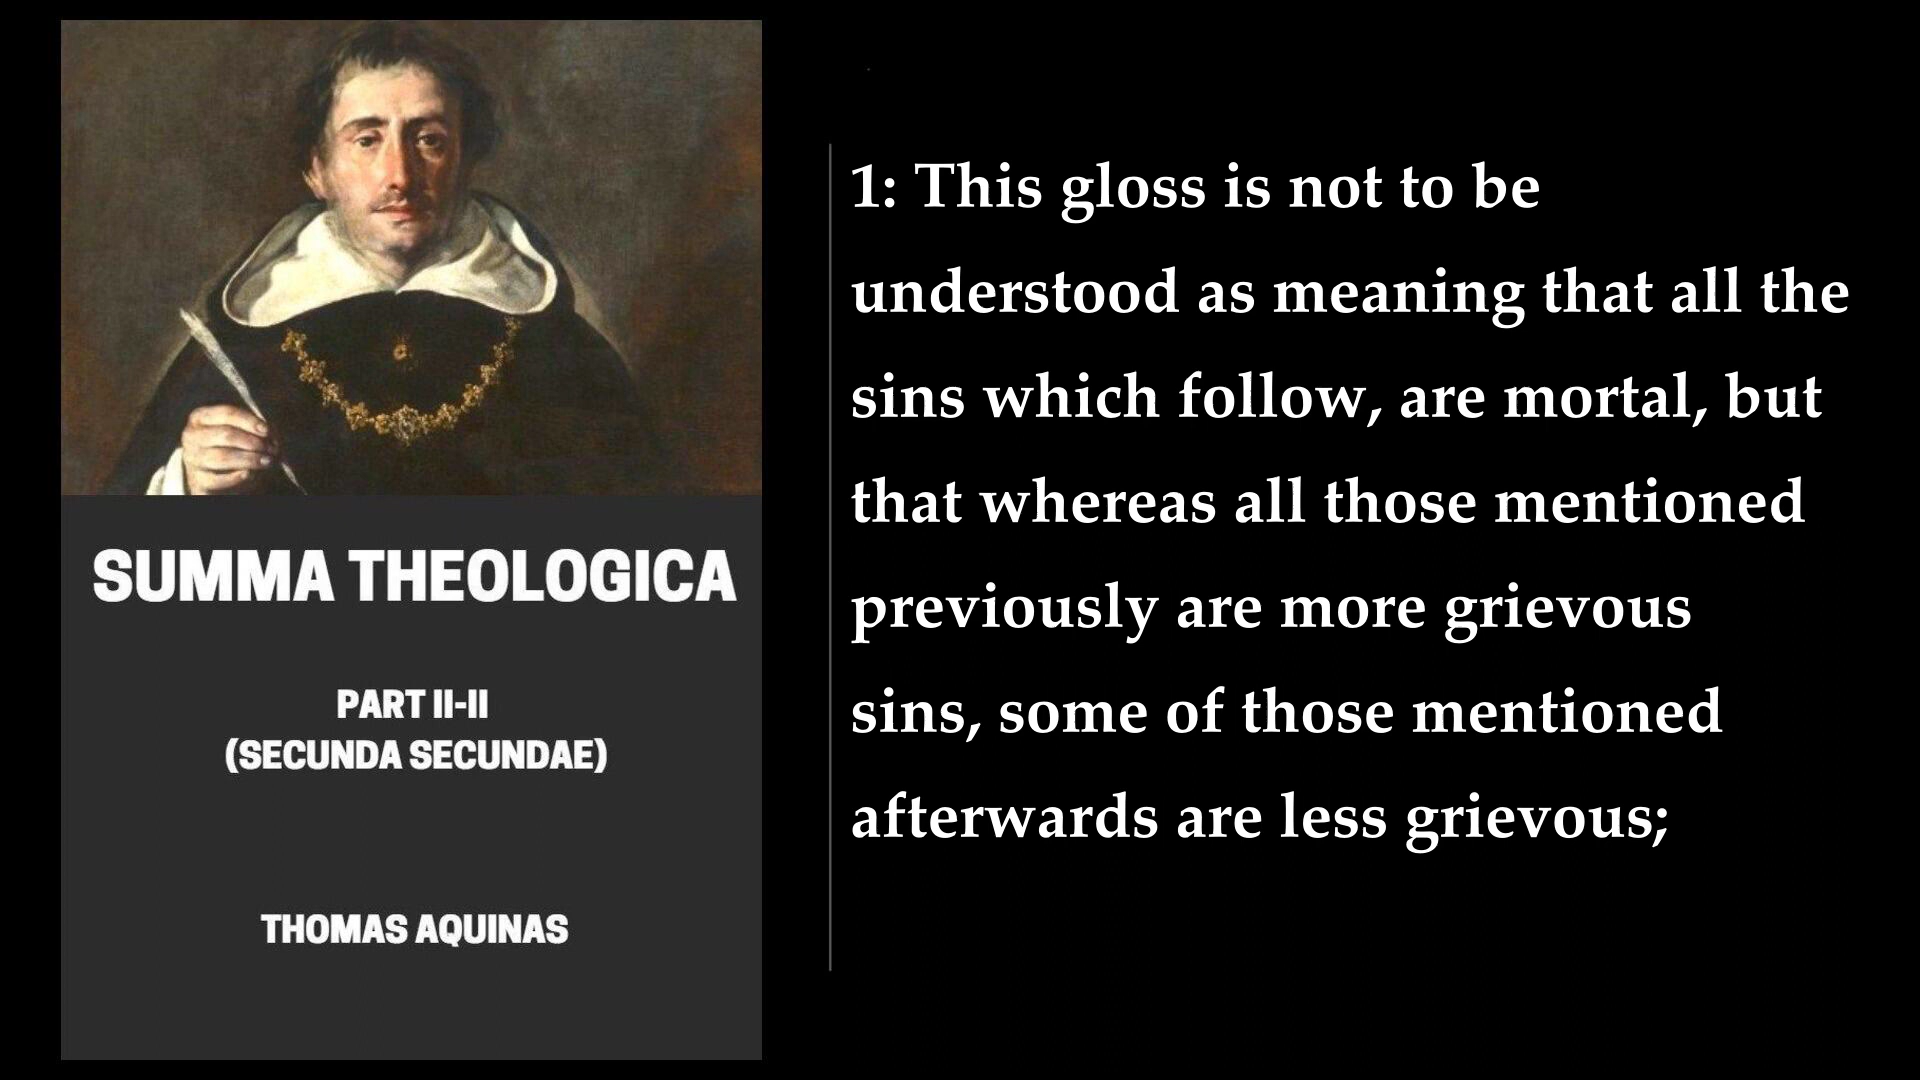 SUMMA THEOLOGICA
PART II-II
(SECUNDA SECUNDAE)
THOMAS AQUINAS
1: This gloss is not to be
understood as meaning that all the
sins which follow, are mortal, but
that whereas all those mentioned
previously are more grievous
sins, some of those mentioned
afterwards are less grievous;